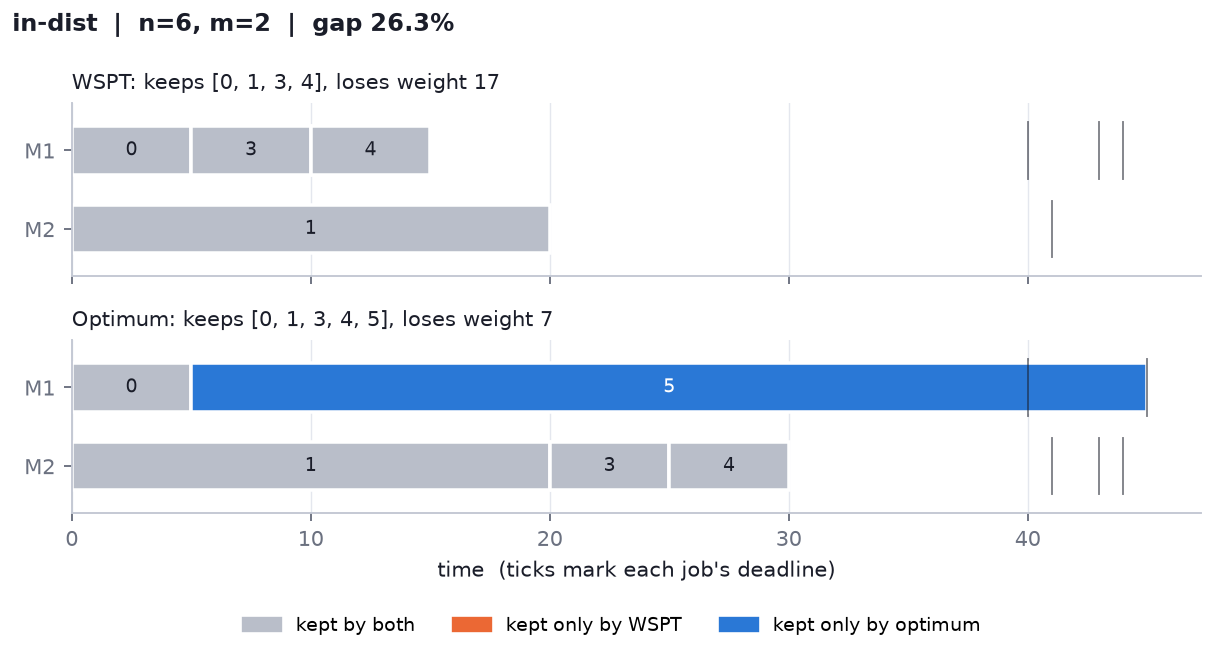 in-dist | n=6, m=2 | gap 26.3%
WSPT: keeps [0, 1, 3, 4], loses weight 17
M1 0 3 4
M2 1
Optimum: keeps [0, 1, 3, 4, 5], loses weight 7
M1 0 5
M2 1 3 4
0 10 20 30 40
time (ticks mark each job's deadline)
kept by both kept only by WSPT kept only by optimum